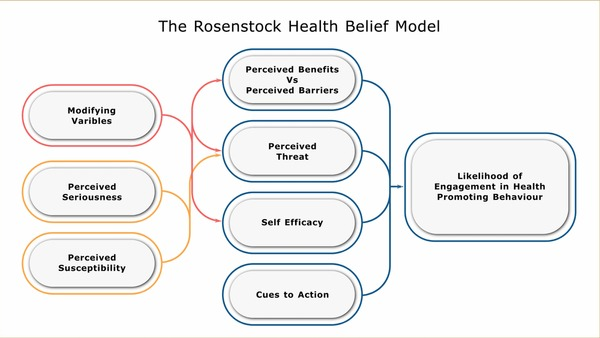 The Rosenstock Health Belief Model
Modifying
Varibles
Perceived
Seriousness
Perceived
Susceptibility
Perceived Benefits
Vs
Perceived Barriers
Perceived
Threat
Self Efficacy
Cues to Action
Likelihood of
Engagement in Health
Promoting Behaviour